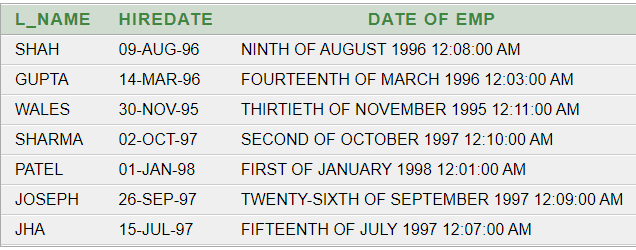 L_NAME HIREDATE DATE OF EMP
SHAH 09-AUG-96 NINTH OF AUGUST 1996 12:08:00 AM
GUPTA 14-MAR-96 FOURTEENTH OF MARCH 1996 12:03:00 AM
WALES 30-NOV-95 THIRTIETH OF NOVEMBER 1995 12:11:00 AM
SHARMA 02-OCT-97 SECOND OF OCTOBER 1997 12:10:00 AM
PATEL 01-JAN-98 FIRST OF JANUARY 1998 12:01:00 AM
JOSEPH 26-SEP-97 TWENTY-SIXTH OF SEPTEMBER 1997 12:09:00 AM
JHA 15-JUL-97 FIFTEENTH OF JULY 1997 12:07:00 AM